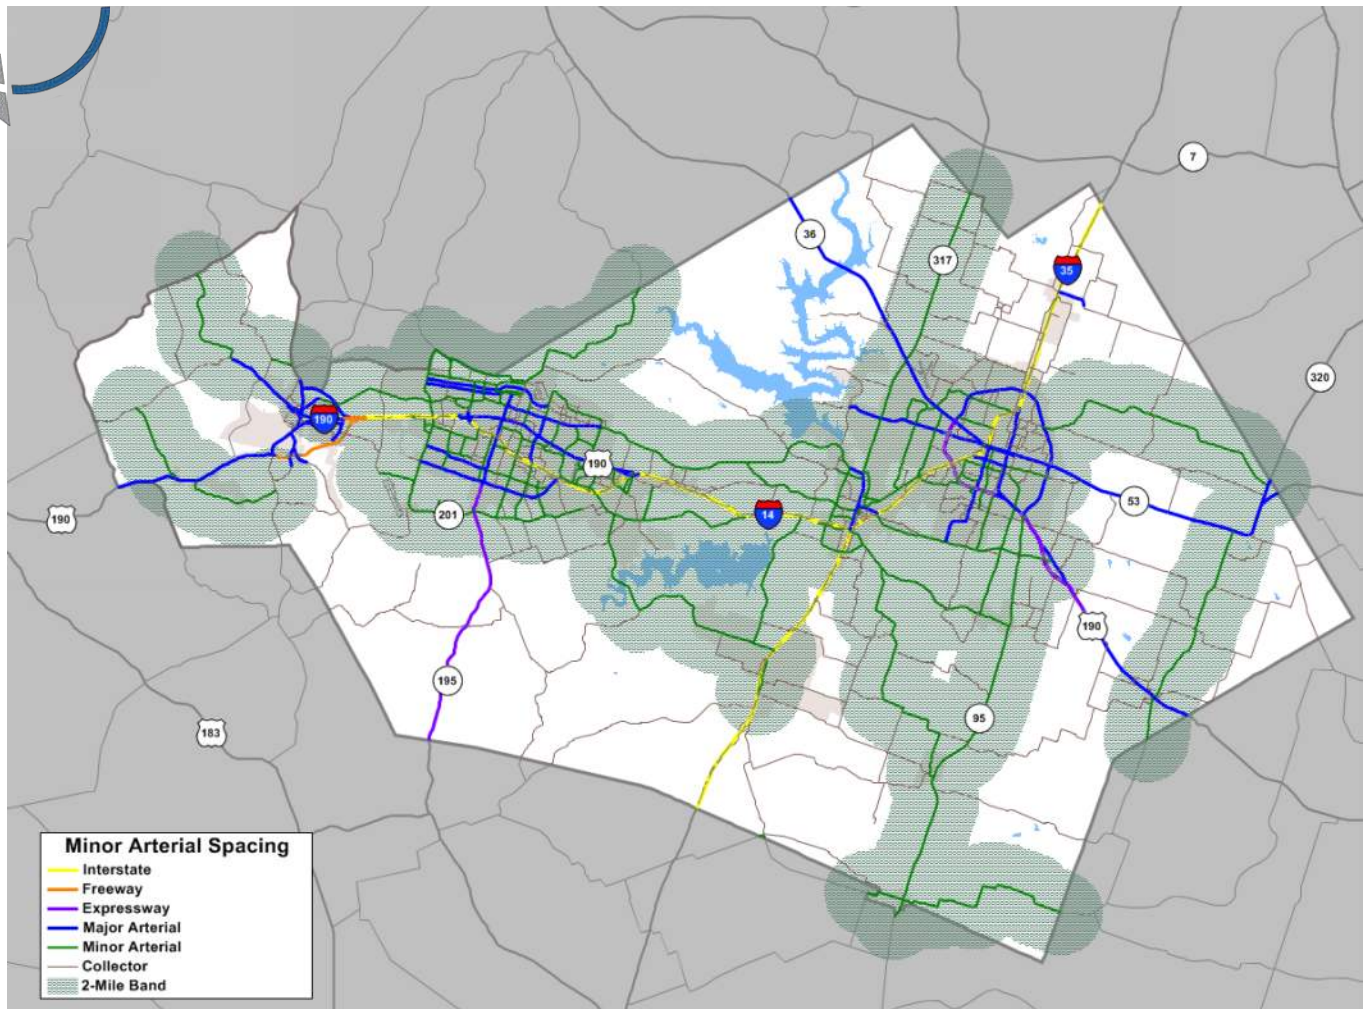 7
36
317
35
320
190
190
53
190
201
14
190
195
95
183
Minor Arterial Spacing
Interstate
Freeway
Expressway
Major Arterial
Minor Arterial
Collector
2-Mile Band